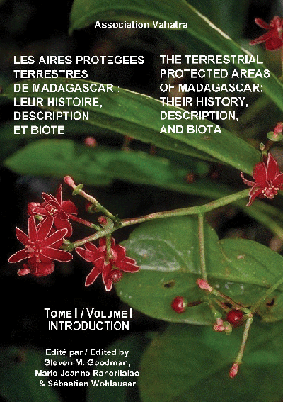 Association Vahatra
LES AIRES PROTÉGÉES
TERRESTRES
DE MADAGASCAR :
LEUR HISTOIRE,
DESCRIPTION
ET BIOTE
THE TERRESTRIAL
PROTECTED AREAS
OF MADAGASCAR:
THEIR HISTORY,
DESCRIPTION,
AND BIOTA
TOME I / VOLUME I
INTRODUCTION
Edité par / Edited by
Steven M. Goodman,
Marie Jeanne Raherilalao
& Sébastien Wohlhauser